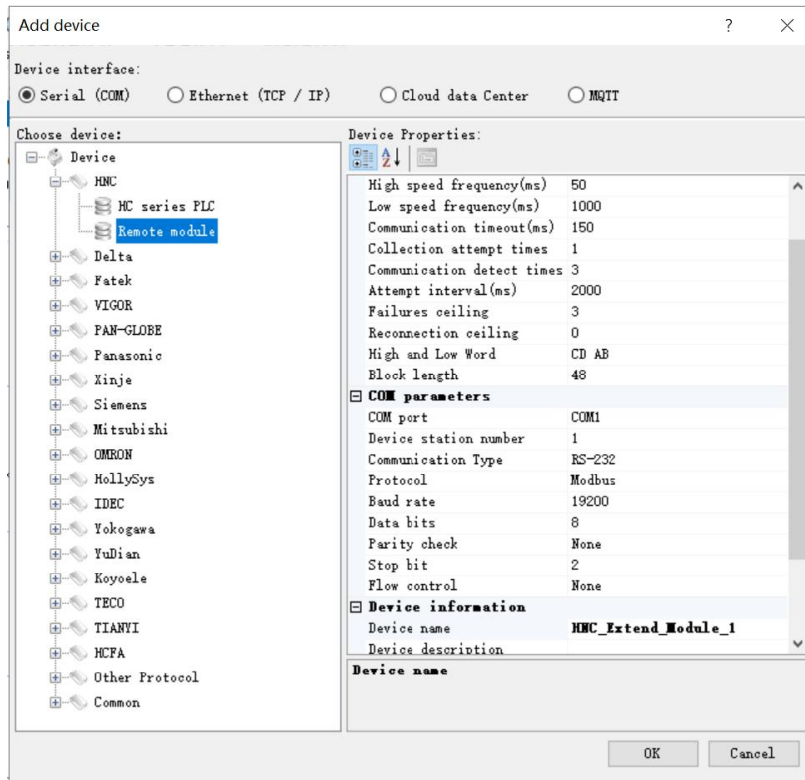 Add device
Device interface:
Serial (COM) Ethernet (TCP / IP) Cloud data Center MQTT
Choose device:
Device
HNC
HC series PLC
Remote module
Delta
Fatek
VIGOR
PAN-GLOBE
Panasonic
Xinje
Siemens
Mitsubishi
OMRON
HollySys
IDEC
Yokogawa
YuDian
Koyoele
TECO
TIANYI
HCFA
Other Protocol
Common
Device Properties:
High speed frequency(ms) 50
Low speed frequency(ms) 1000
Communication timeout(ms) 150
Collection attempt times 1
Communication detect times 3
Attempt interval(ms) 2000
Failures ceiling 3
Reconnection ceiling 0
High and Low Word CD AB
Block length 48
COM parameters
COM port COM1
Device station number 1
Communication Type RS-232
Protocol Modbus
Baud rate 19200
Data bits 8
Parity check None
Stop bit 2
Flow control None
Device information
Device name HNC_Extend_Module_1
Device description
Device name
OK Cancel